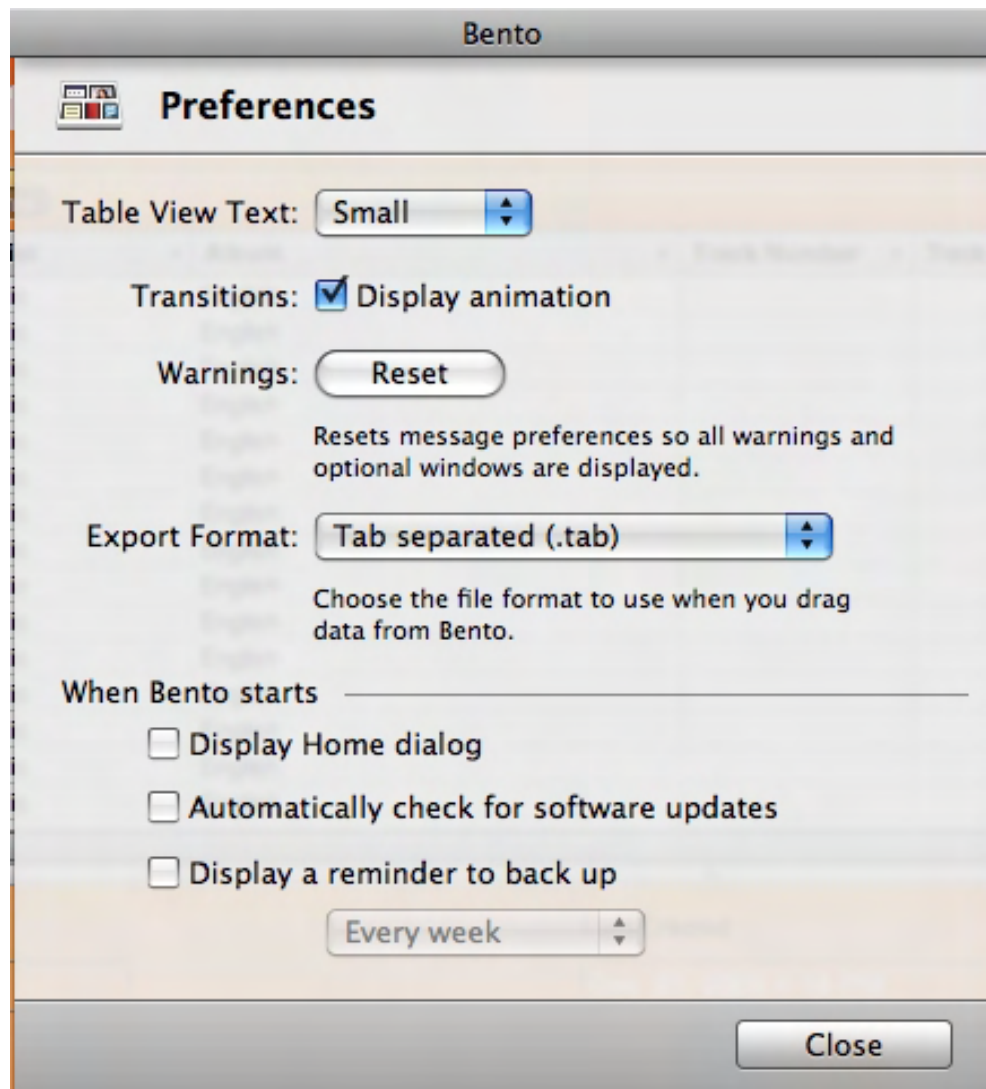 Bento
Preferences
Table View Text: Small
Transitions: Display animation
Warnings: Reset
Resets message preferences so all warnings and
optional windows are displayed.
Export Format: Tab separated (.tab)
Choose the file format to use when you drag
data from Bento.
When Bento starts
Display Home dialog
Automatically check for software updates
Display a reminder to back up
Every week
Close